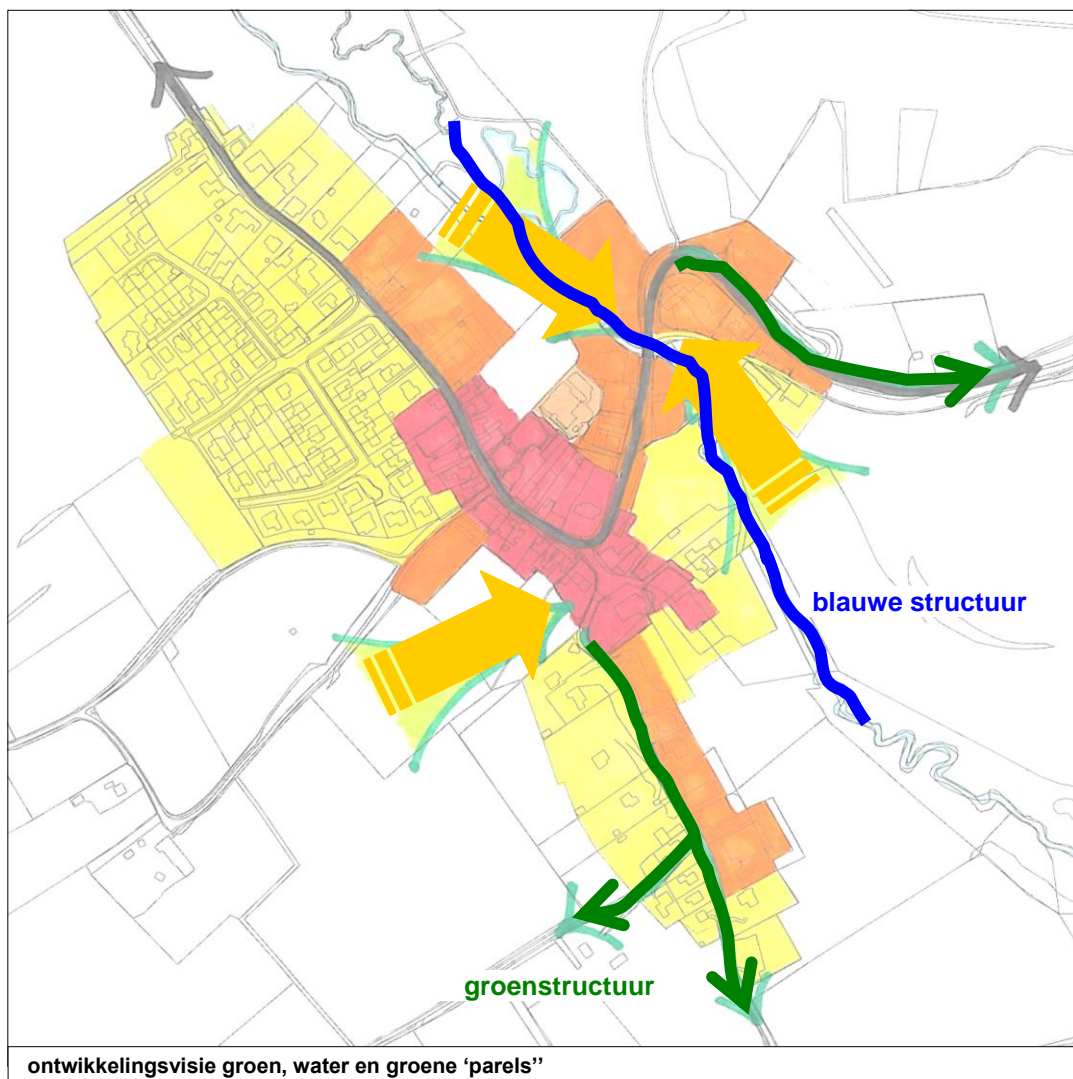 blauwe structuur
groenstructuur
ontwikkelingsvisie groen, water en groene ‘parels’’